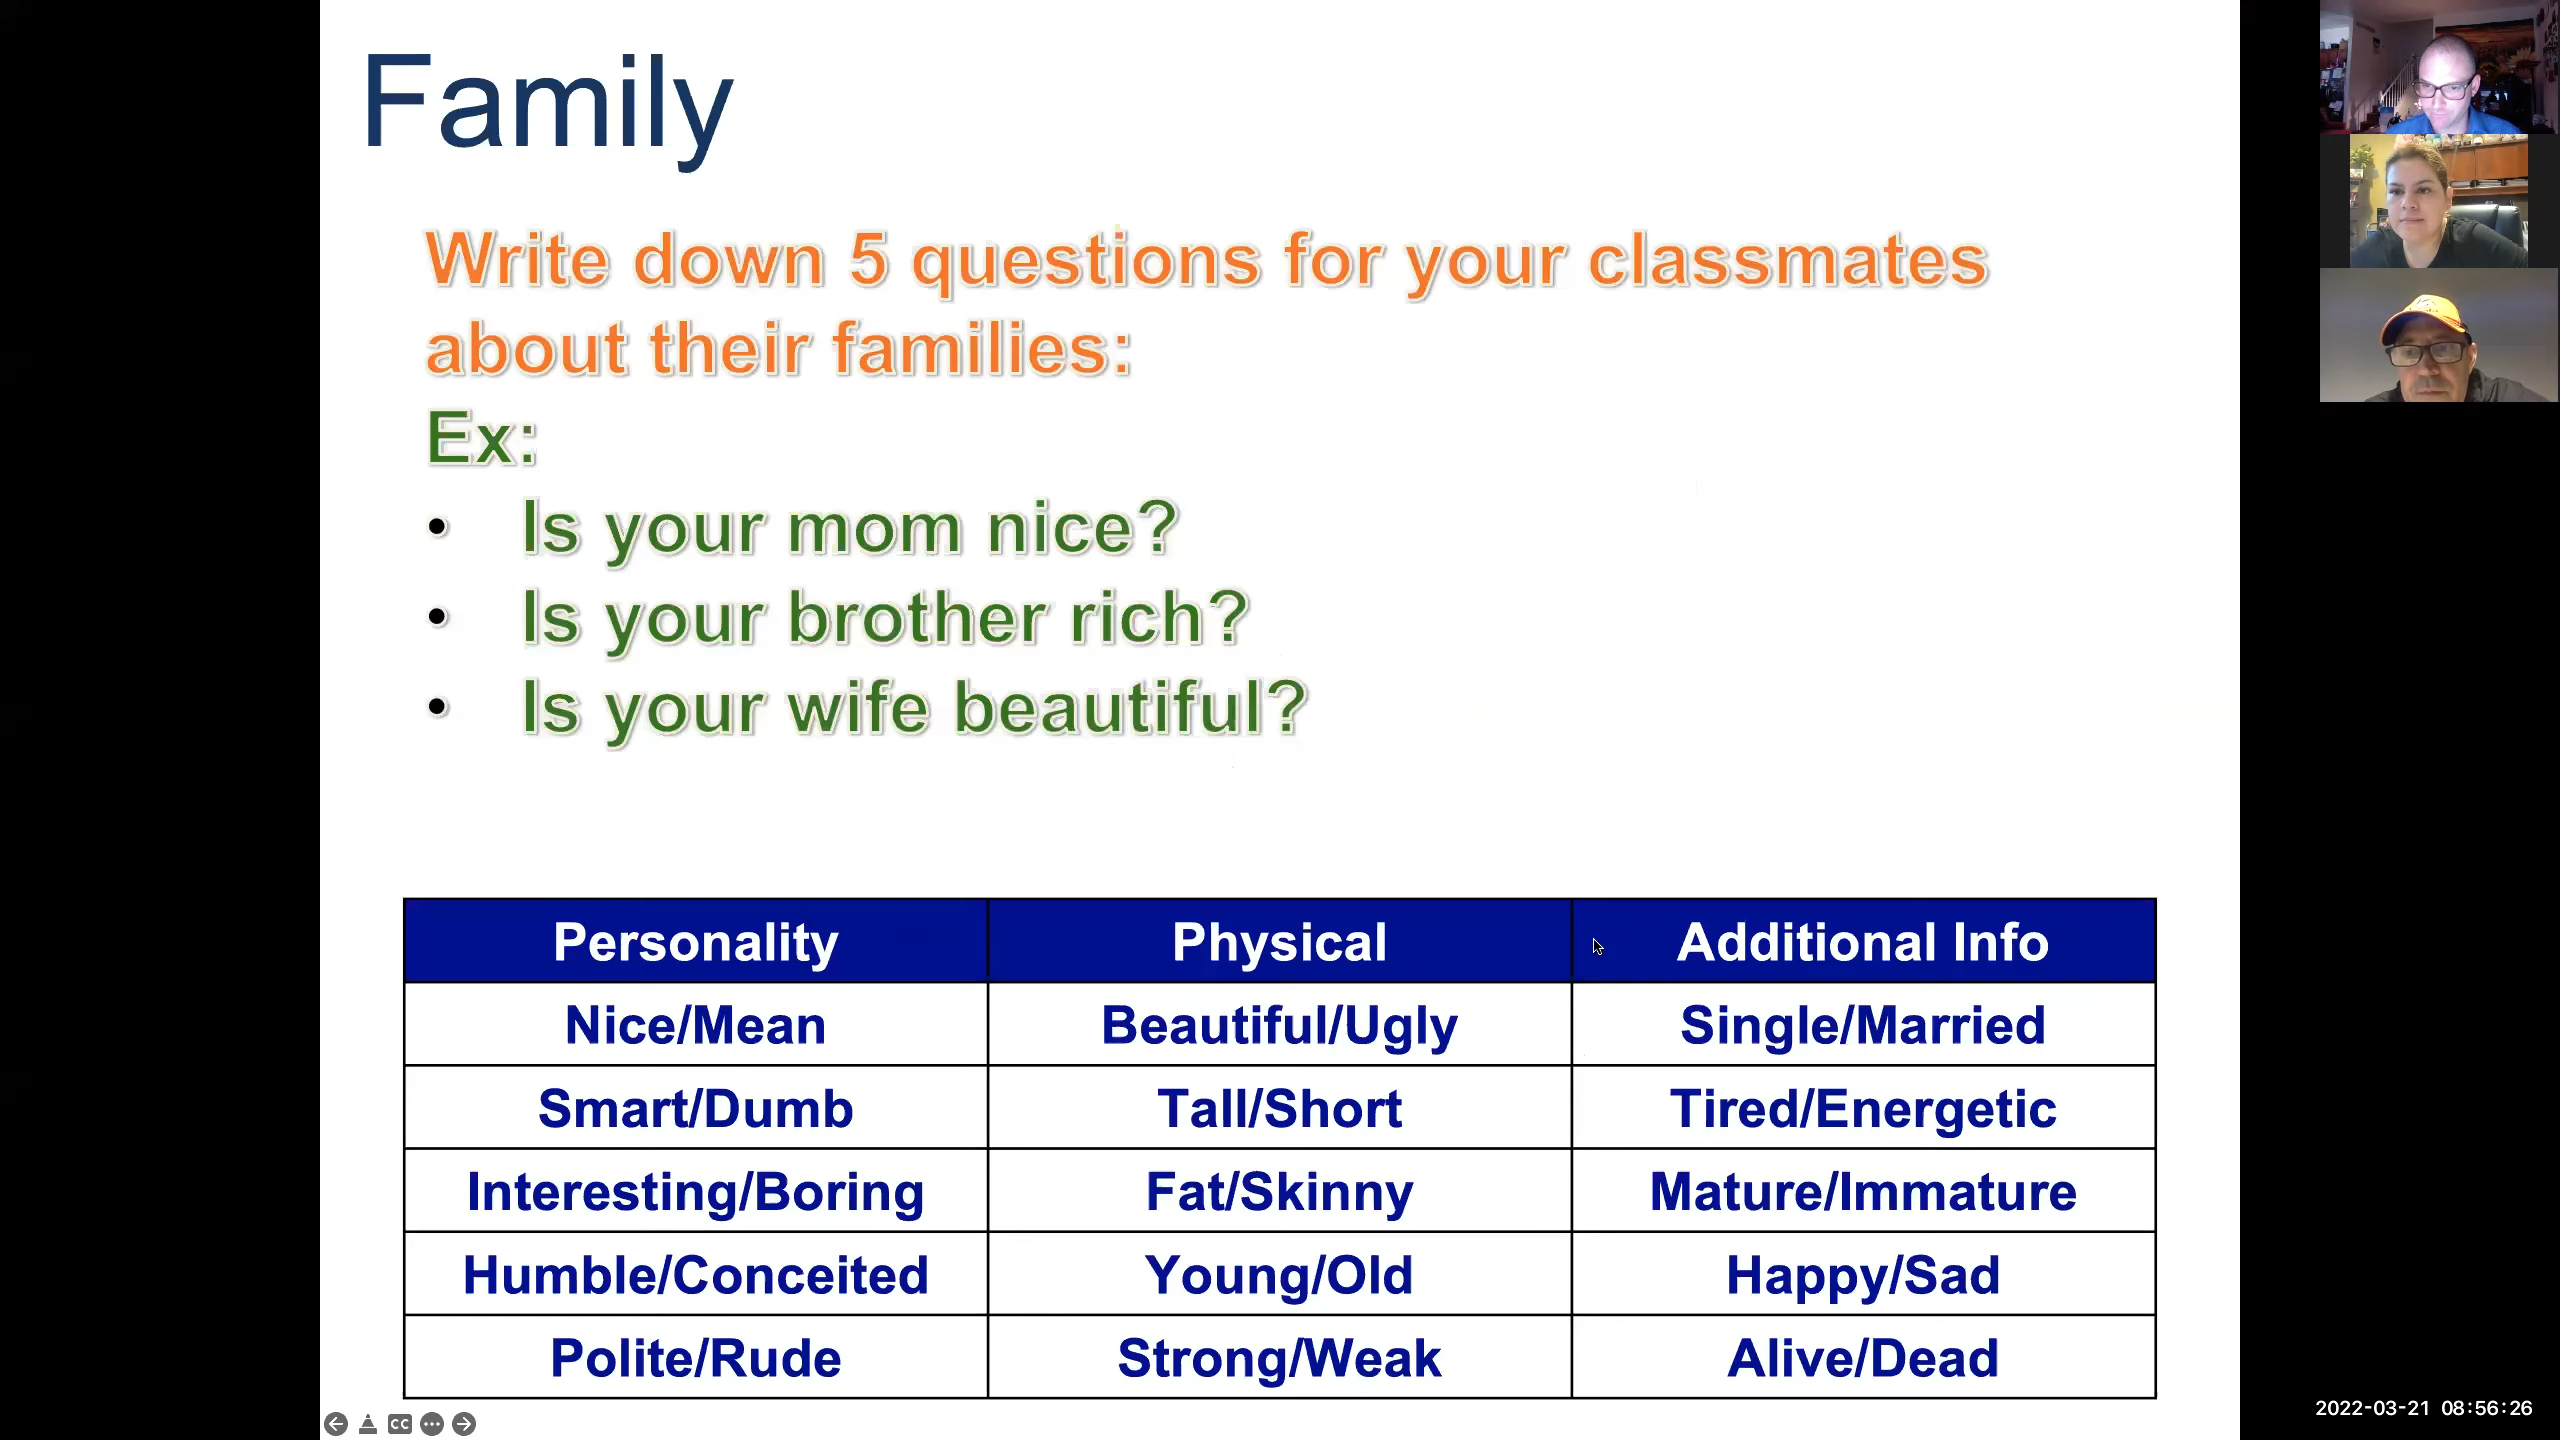 Family
Write down 5 questions for your classmates
about their families:
Ex:
• Is your mom nice?
• Is your brother rich?
• Is your wife beautiful?
Personality Physical Additional Info
Nice/Mean Beautiful/Ugly Single/Married
Smart/Dumb Tall/Short Tired/Energetic
Interesting/Boring Fat/Skinny Mature/Immature
Humble/Conceited Young/Old Happy/Sad
Polite/Rude Strong/Weak Alive/Dead
CC
2022-03-21 08:56:26